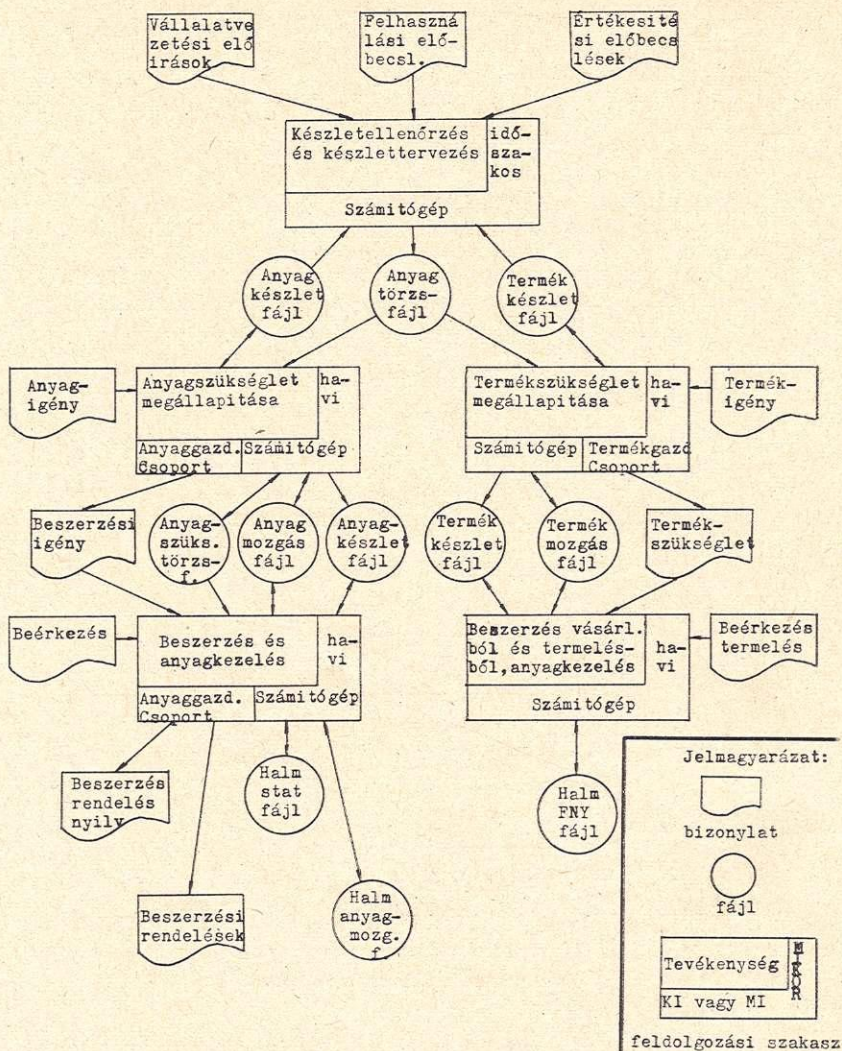 Vállalatve
zetési elő
irások
Felhaszná
lási elő-
becsl.
Értékesité
si előbecs
lések
Készletellenőrzés
és készlettervezés
idő-
sza-
kos
Számitógép
Anyag
készlet
fájl
Anyag
törzs-
fájl
Termék
készlet
fájl
Anyag-
igény
Anyagszükséglet
megállapitása
ha-
vi
Anyaggazd.
Csoport
Számitógép
Termékszükséglet
megállapitása
ha-
vi
Számitógép
Termékgazd
Csoport
Termék-
igény
Beszerzési
igény
Anyag-
szüks.
törzs-
f.
Anyag
mozgás
fájl
Anyag-
készlet
fájl
Termék
készlet
fájl
Termék
mozgás
fájl
Termék-
szükséglet
Beérkezés
Beszerzés és
anyagkezelés
ha-
vi
Anyaggazd.
Csoport
Számitógép
Beszerzés vásárl.
ból és termelés-
ből,anyagkezelés
ha-
vi
Számitógép
Beérkezés
termelés
Beszerzés
rendelés
nyilv
Halm
stat
fájl
Halm
FNY
fájl
Beszerzési
rendelések
Halm
anyag-
mozg.
f.
Jelmagyarázat:
bizonylat
fájl
Tevékenység
MIKOR
KI vagy MI
feldolgozási szakasz